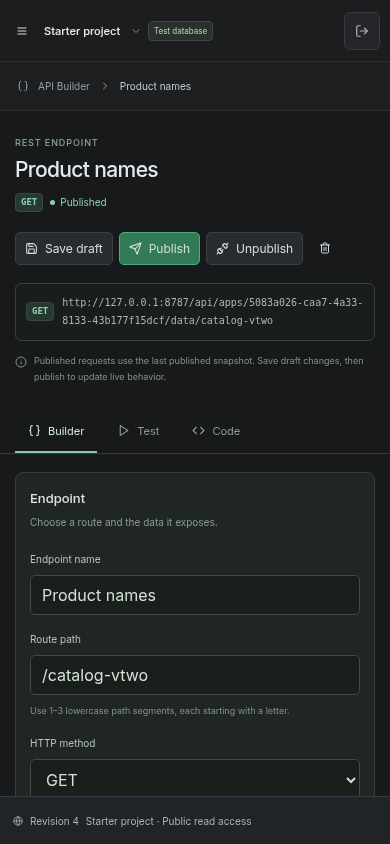 Starter project
Test database
API Builder
Product names
REST ENDPOINT
Product names
GET
Published
Save draft
Publish
Unpublish
GET
http://127.0.0.1:8787/api/apps/5083a026-caa7-4a33-
8133-43b177f15dcf/data/catalog-vtwo
Published requests use the last published snapshot. Save draft changes, then
publish to update live behavior.
Builder
Test
Code
Endpoint
Choose a route and the data it exposes.
Endpoint name
Product names
Route path
/catalog-vtwo
Use 1–3 lowercase path segments, each starting with a letter.
HTTP method
GET
Revision 4 Starter project · Public read access